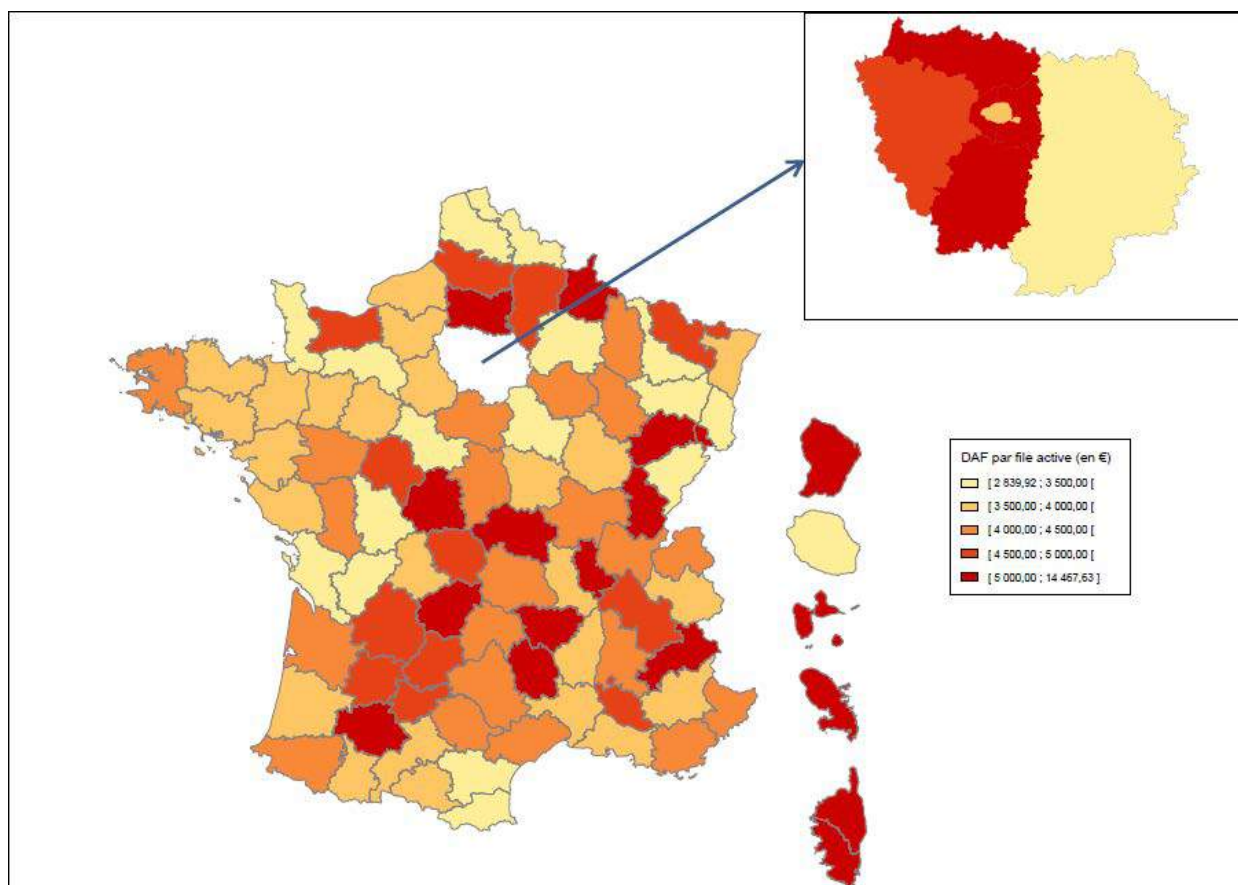 DAF par file active (en €)
[ 2 839,92 ; 3 500,00 [
[ 3 500,00 ; 4 000,00 [
[ 4 000,00 ; 4 500,00 [
[ 4 500,00 ; 5 000,00 [
[ 5 000,00 ; 14 467,63 ]